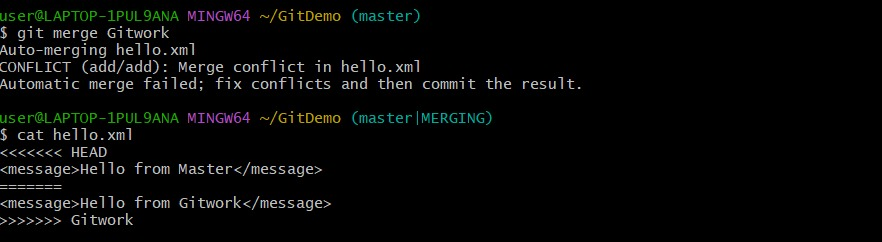 user@LAPTOP-1PUL9ANA MINGW64 ~/GitDemo (master)
$ git merge Gitwork
Auto-merging hello.xml
CONFLICT (add/add): Merge conflict in hello.xml
Automatic merge failed; fix conflicts and then commit the result.
user@LAPTOP-1PUL9ANA MINGW64 ~/GitDemo (master|MERGING)
$ cat hello.xml
<<<<<<< HEAD
<message>Hello from Master</message>
=======
<message>Hello from Gitwork</message>
>>>>>>> Gitwork